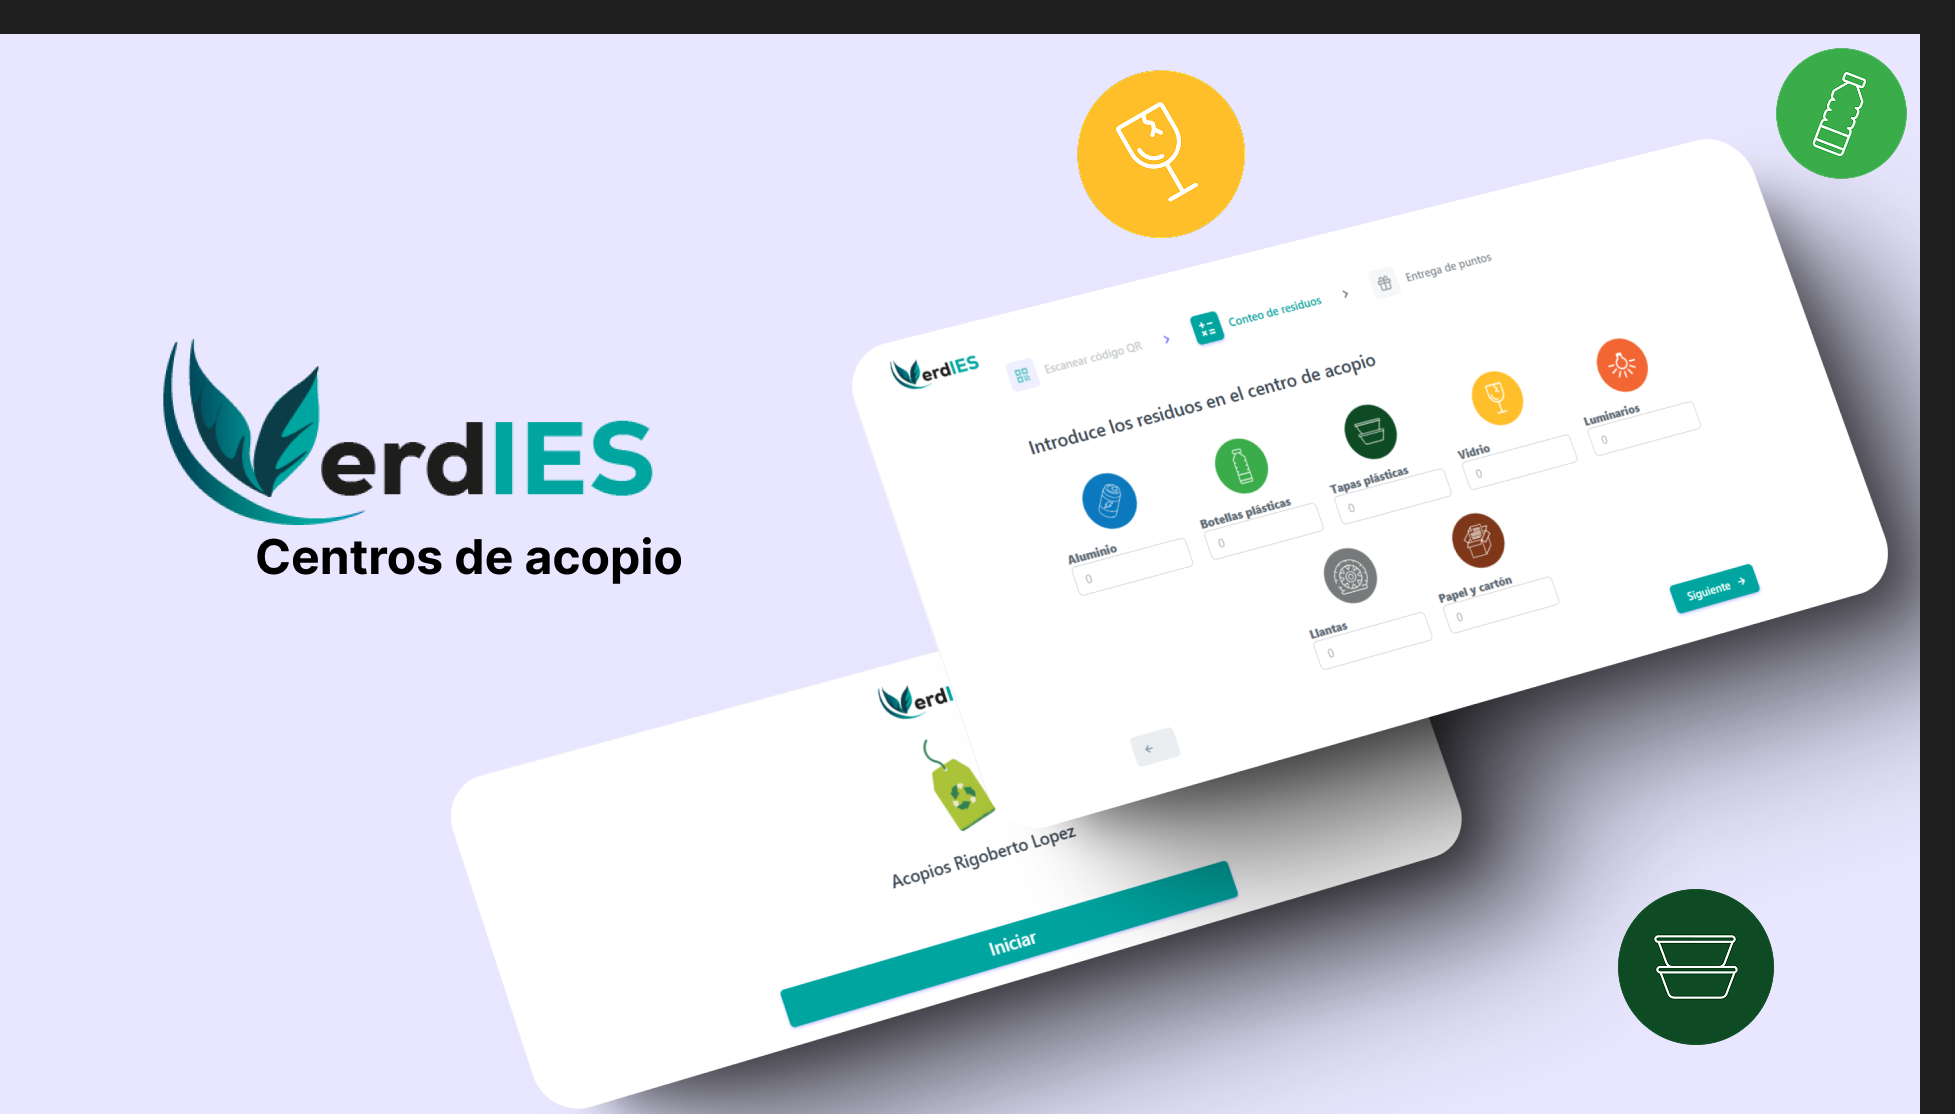 VerdIES
Centros de acopio
VerdIES
Escanear código QR
Conteo de residuos
Entrega de puntos
Introduce los residuos en el centro de acopio
Aluminio
0
Botellas plásticas
0
Tapas plásticas
0
Vidrio
0
Luminarios
0
Llantas
0
Papel y cartón
0
Siguiente
VerdI
Acopios Rigoberto Lopez
Iniciar